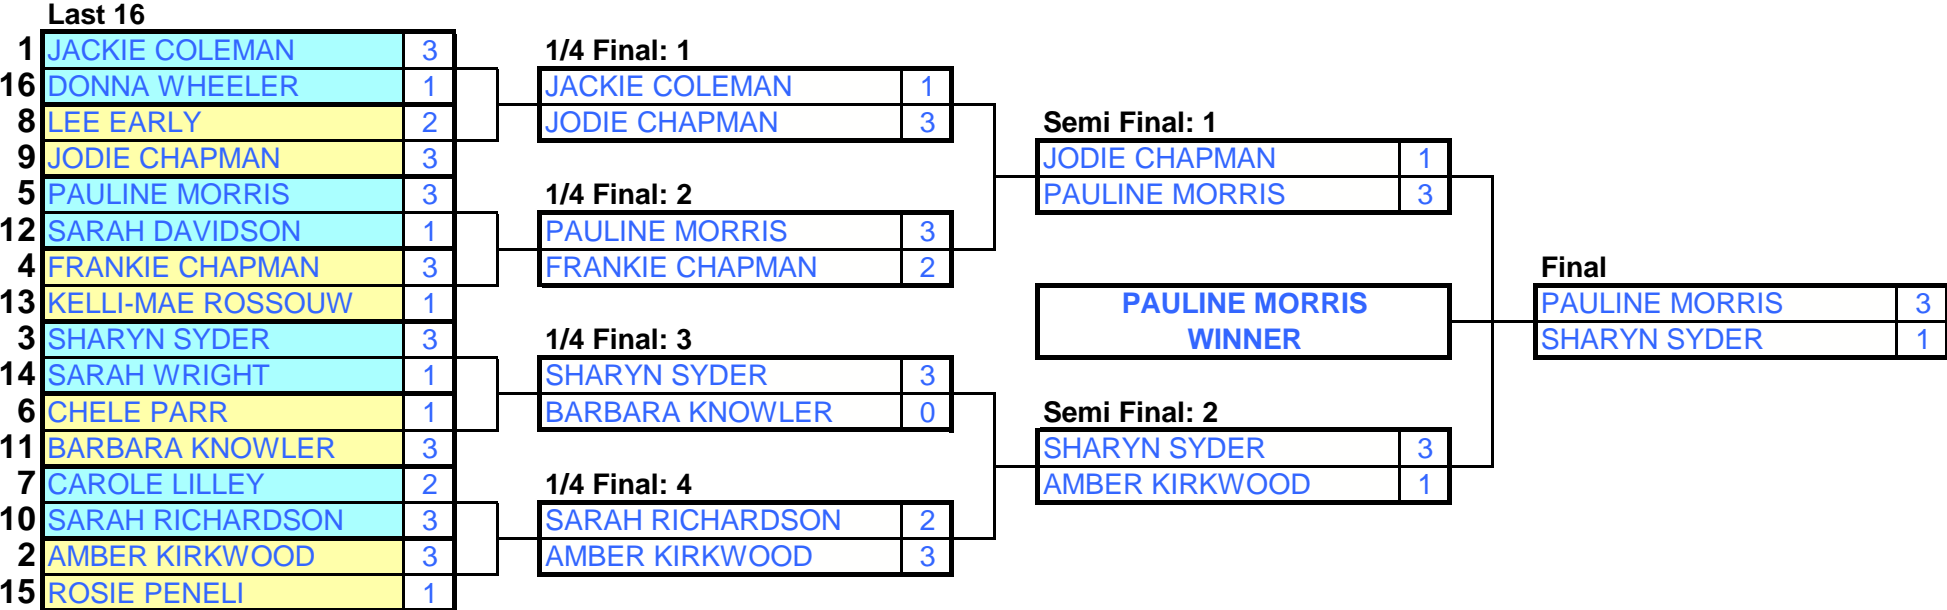 Last 16
1 JACKIE COLEMAN 3
16 DONNA WHEELER 1
8 LEE EARLY 2
9 JODIE CHAPMAN 3
5 PAULINE MORRIS 3
12 SARAH DAVIDSON 1
4 FRANKIE CHAPMAN 3
13 KELLI-MAE ROSSOUW 1
3 SHARYN SYDER 3
14 SARAH WRIGHT 1
6 CHELE PARR 1
11 BARBARA KNOWLER 3
7 CAROLE LILLEY 2
10 SARAH RICHARDSON 3
2 AMBER KIRKWOOD 3
15 ROSIE PENELI 1
1/4 Final: 1
JACKIE COLEMAN 1
JODIE CHAPMAN 3
1/4 Final: 2
PAULINE MORRIS 3
FRANKIE CHAPMAN 2
1/4 Final: 3
SHARYN SYDER 3
BARBARA KNOWLER 0
1/4 Final: 4
SARAH RICHARDSON 2
AMBER KIRKWOOD 3
Semi Final: 1
JODIE CHAPMAN 1
PAULINE MORRIS 3
PAULINE MORRIS
WINNER
Semi Final: 2
SHARYN SYDER 3
AMBER KIRKWOOD 1
Final
PAULINE MORRIS 3
SHARYN SYDER 1